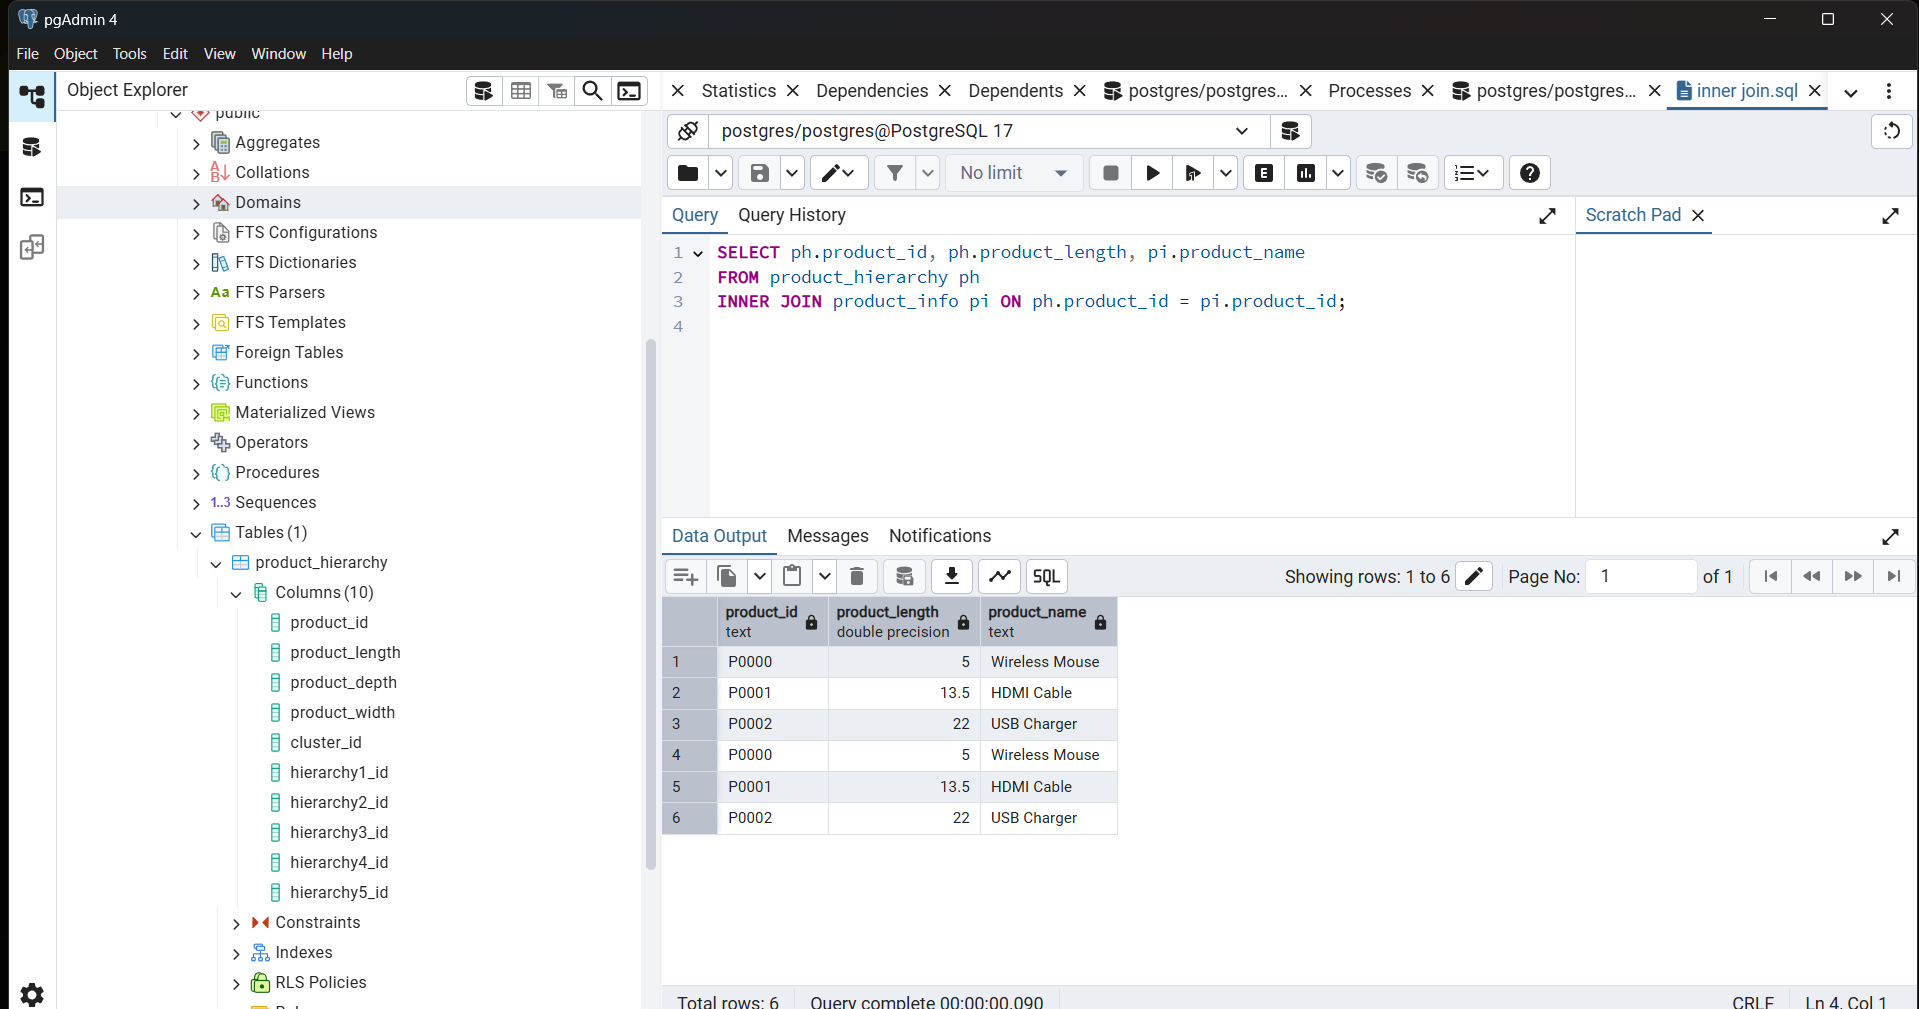 pgAdmin 4
File Object Tools Edit View Window Help
Object Explorer
Statistics Dependencies Dependents postgres/postgres... Processes postgres/postgres... inner join.sql
public
Aggregates
Collations
Domains
FTS Configurations
FTS Dictionaries
Aa FTS Parsers
FTS Templates
Foreign Tables
Functions
Materialized Views
Operators
Procedures
1..3 Sequences
Tables (1)
product_hierarchy
Columns (10)
product_id
product_length
product_depth
product_width
cluster_id
hierarchy1_id
hierarchy2_id
hierarchy3_id
hierarchy4_id
hierarchy5_id
Constraints
Indexes
RLS Policies
postgres/postgres@PostgreSQL 17
No limit E
Query Query History
Scratch Pad
1 SELECT ph.product_id, ph.product_length, pi.product_name
2 FROM product_hierarchy ph
3 INNER JOIN product_info pi ON ph.product_id = pi.product_id;
4
Data Output Messages Notifications
SQL Showing rows: 1 to 6 Page No: 1 of 1
product_id product_length product_name
text double precision text
1 P0000 5 Wireless Mouse
2 P0001 13.5 HDMI Cable
3 P0002 22 USB Charger
4 P0000 5 Wireless Mouse
5 P0001 13.5 HDMI Cable
6 P0002 22 USB Charger
Total rows: 6 Query complete 00:00:00.090 CRLF Ln 4, Col 1